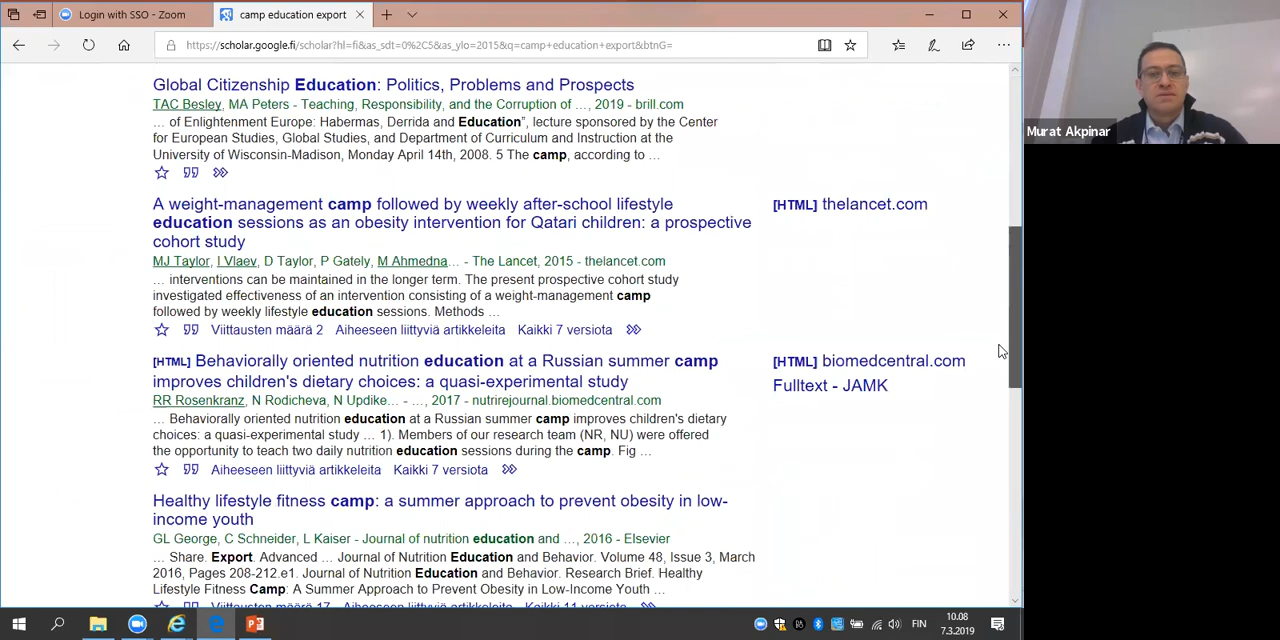 Login with SSO - Zoom
camp education export
https://scholar.google.fi/scholar?hl=fi&as_sdt=0%2C5&as_ylo=2015&q=camp+education+export&btnG=
Global Citizenship Education: Politics, Problems and Prospects
TAC Besley, MA Peters - Teaching, Responsibility, and the Corruption of …, 2019 - brill.com
… of Enlightenment Europe: Habermas, Derrida and Education”, lecture sponsored by the Center
for European Studies, Global Studies, and Department of Curriculum and Instruction at the
University of Wisconsin-Madison, Monday April 14th, 2008. 5 The camp, according to …
A weight-management camp followed by weekly after-school lifestyle
education sessions as an obesity intervention for Qatari children: a prospective
cohort study
[HTML] thelancet.com
MJ Taylor, I Vlaev, D Taylor, P Gately, M Ahmedna… - The Lancet, 2015 - thelancet.com
… interventions can be maintained in the longer term. The present prospective cohort study
investigated effectiveness of an intervention consisting of a weight-management camp
followed by weekly lifestyle education sessions. Methods …
Viittausten määrä 2 Aiheeseen liittyviä artikkeleita Kaikki 7 versiota
[HTML] Behaviorally oriented nutrition education at a Russian summer camp
improves children's dietary choices: a quasi-experimental study
[HTML] biomedcentral.com
Fulltext - JAMK
RR Rosenkranz, N Rodicheva, N Updike… - …, 2017 - nutrirejournal.biomedcentral.com
… Behaviorally oriented nutrition education at a Russian summer camp improves children's dietary
choices: a quasi-experimental study … 1). Members of our research team (NR, NU) were offered
the opportunity to teach two daily nutrition education sessions during the camp. Fig …
Aiheeseen liittyviä artikkeleita Kaikki 7 versiota
Healthy lifestyle fitness camp: a summer approach to prevent obesity in low-
income youth
GL George, C Schneider, L Kaiser - Journal of nutrition education and …, 2016 - Elsevier
… Share. Export. Advanced … Journal of Nutrition Education and Behavior. Volume 48, Issue 3, March
2016, Pages 208-212.e1. Journal of Nutrition Education and Behavior. Research Brief. Healthy
Lifestyle Fitness Camp: A Summer Approach to Prevent Obesity in Low-Income Youth …
Viittausten määrä 17 Aiheeseen liittyviä artikkeleita Kaikki 11 versiota
Murat Akpinar
FIN
10.08
7.3.2019